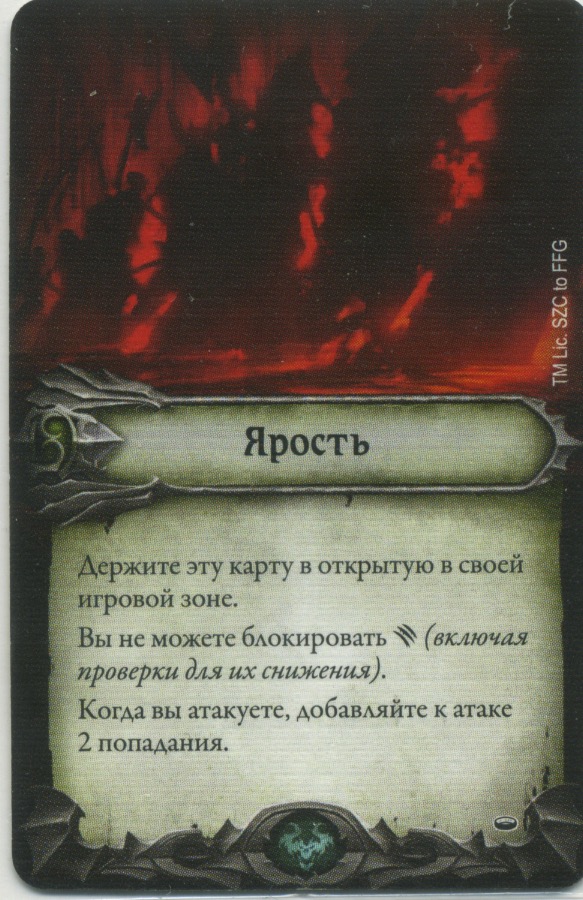 TM Lic. SZC to FFG
Ярость
Держите эту карту в открытую в своей
игровой зоне.
Вы не можете блокировать (включая
проверки для их снижения).
Когда вы атакуете, добавляйте к атаке
2 попадания.